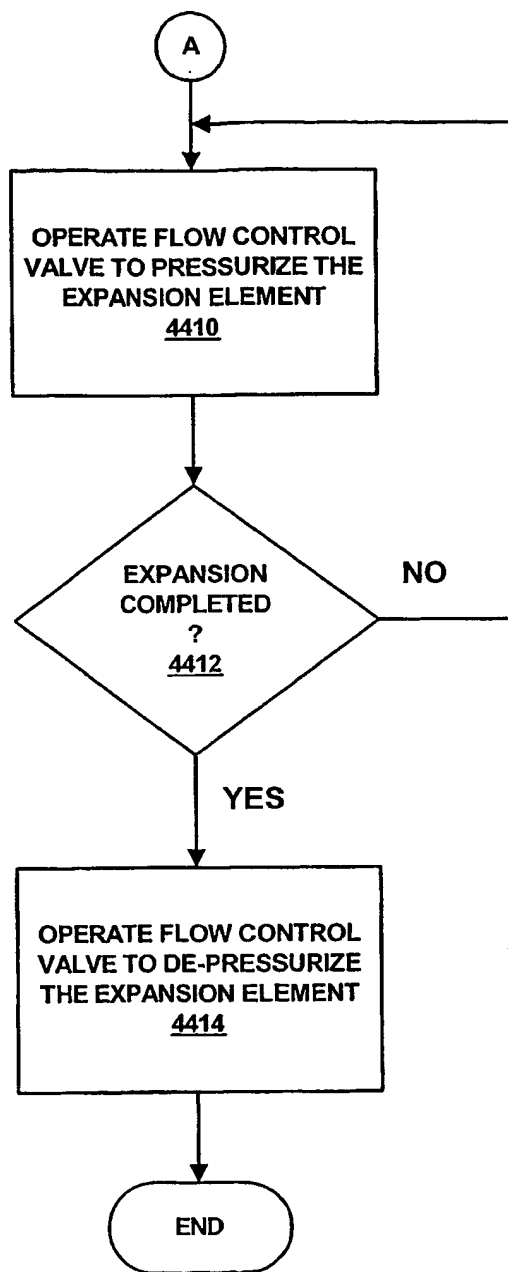 A
OPERATE FLOW CONTROL
VALVE TO PRESSURIZE THE
EXPANSION ELEMENT
4410
EXPANSION
COMPLETED
?
4412
NO
YES
OPERATE FLOW CONTROL
VALVE TO DE-PRESSURIZE
THE EXPANSION ELEMENT
4414
END